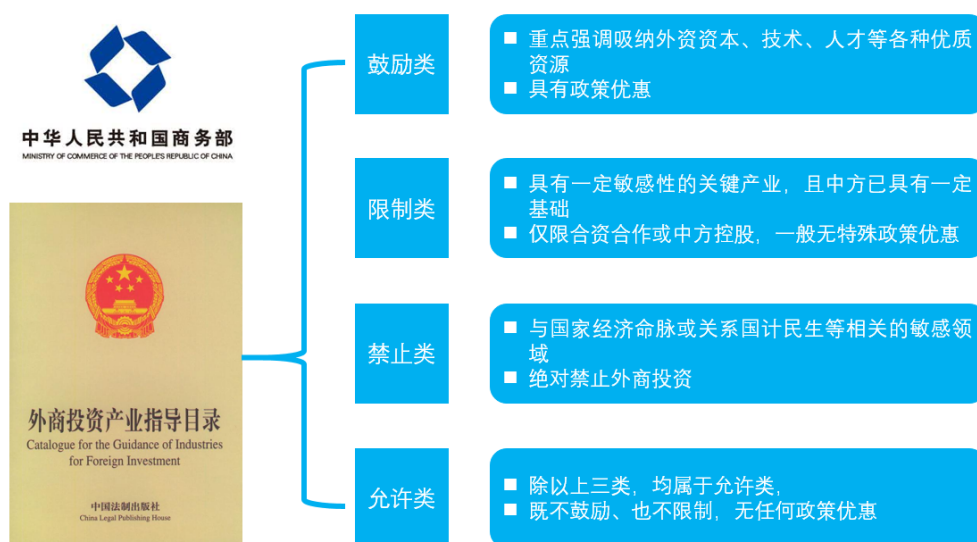 中华人民共和国商务部
MINISTRY OF COMMERCE OF THE PEOPLE'S REPUBLIC OF CHINA
外商投资产业指导目录
Catalogue for the Guidance of Industries
for Foreign Investment
中国法制出版社
China Legal Publishing House
鼓励类
■ 重点强调吸纳外资资本、技术、人才等各种优质
资源
■ 具有政策优惠
限制类
■ 具有一定敏感性的关键产业，且中方已具有一定
基础
■ 仅限合资合作或中方控股，一般无特殊政策优惠
禁止类
■ 与国家经济命脉或关系国计民生等相关的敏感领
域
■ 绝对禁止外商投资
允许类
■ 除以上三类，均属于允许类，
■ 既不鼓励、也不限制，无任何政策优惠